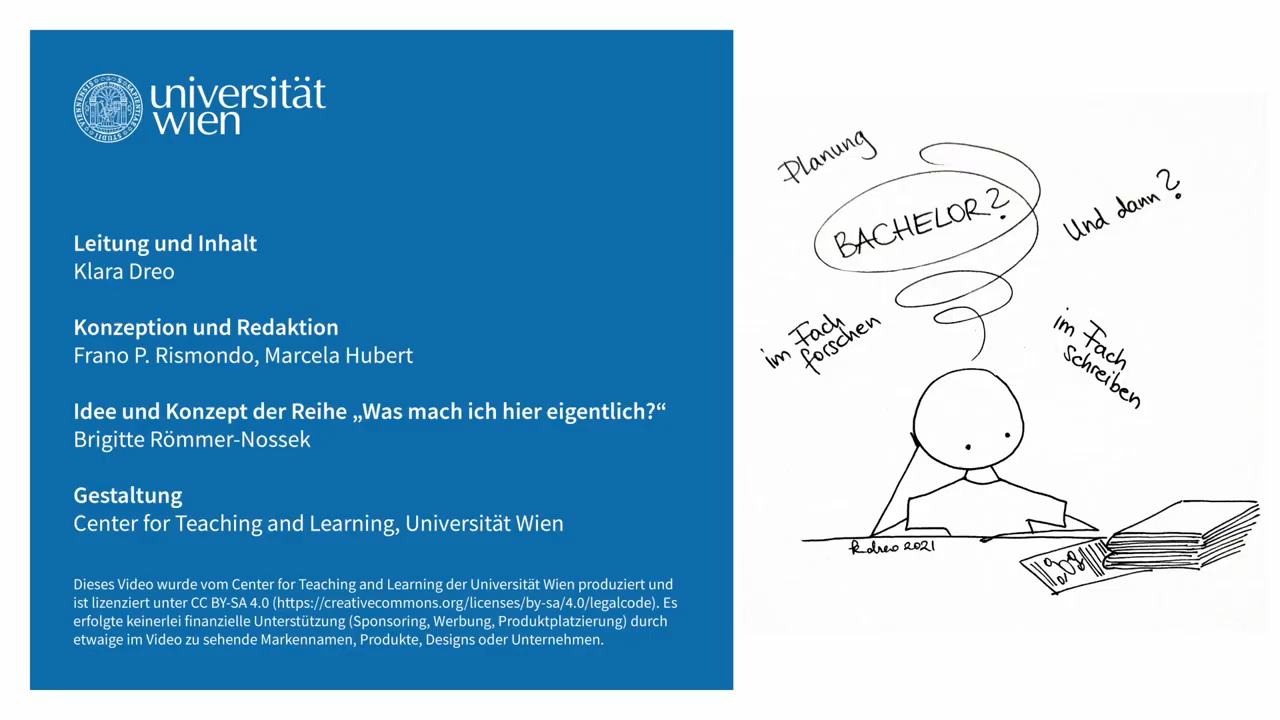 universität
wien
Leitung und Inhalt
Klara Dreo
Konzeption und Redaktion
Frano P. Rismondo, Marcela Hubert
Idee und Konzept der Reihe „Was mach ich hier eigentlich?“
Brigitte Römmer-Nossek
Gestaltung
Center for Teaching and Learning, Universität Wien
Dieses Video wurde vom Center for Teaching and Learning der Universität Wien produziert und
ist lizenziert unter CC BY-SA 4.0 (https://creativecommons.org/licenses/by-sa/4.0/legalcode). Es
erfolgte keinerlei finanzielle Unterstützung (Sponsoring, Werbung, Produktplatzierung) durch
etwaige im Video zu sehende Markennamen, Produkte, Designs oder Unternehmen.
Planung
BACHELOR?
Und dann?
im Fach
forschen
im Fach
schreiben
k dreo 2021